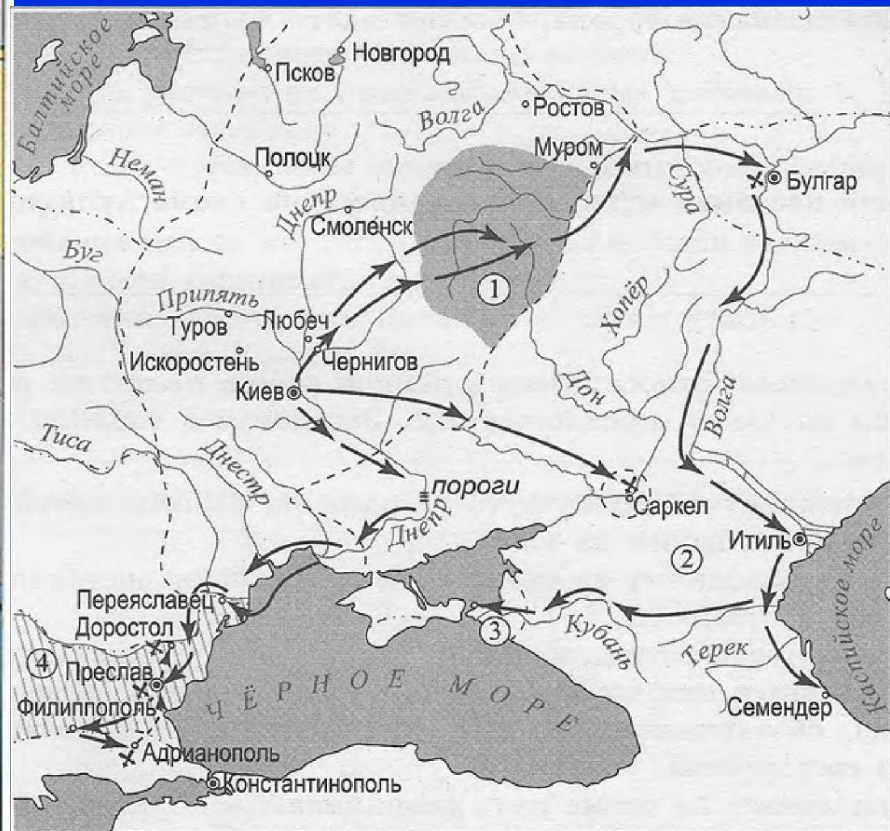 Балтийское
море
Новгород
Псков
Ростов
Волга
Муром
Полоцк
Неман
Днепр
Смоленск
Сура
Булгар
Буг
1
Хопёр
Припять
Туров
Любеч
Искоростень
Чернигов
Киев
Дон
Волга
Тиса
Днестр
пороги
Днепр
Саркел
Итиль
2
Каспийское море
Переяславец
Доростол
3
Кубань
Терек
4
Преслав
ЧЁРНОЕ МОРЕ
Семендер
Филиппополь
Адрианополь
Константинополь